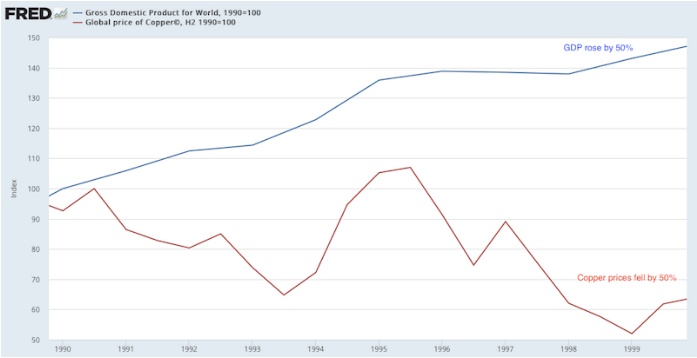 FRED
Gross Domestic Product for World, 1990=100
Global price of Copper©, H2 1990=100
150
140
130
120
110
100
90
80
70
60
50
Index
GDP rose by 50%
Copper prices fell by 50%
1990 1991 1992 1993 1994 1995 1996 1997 1998 1999